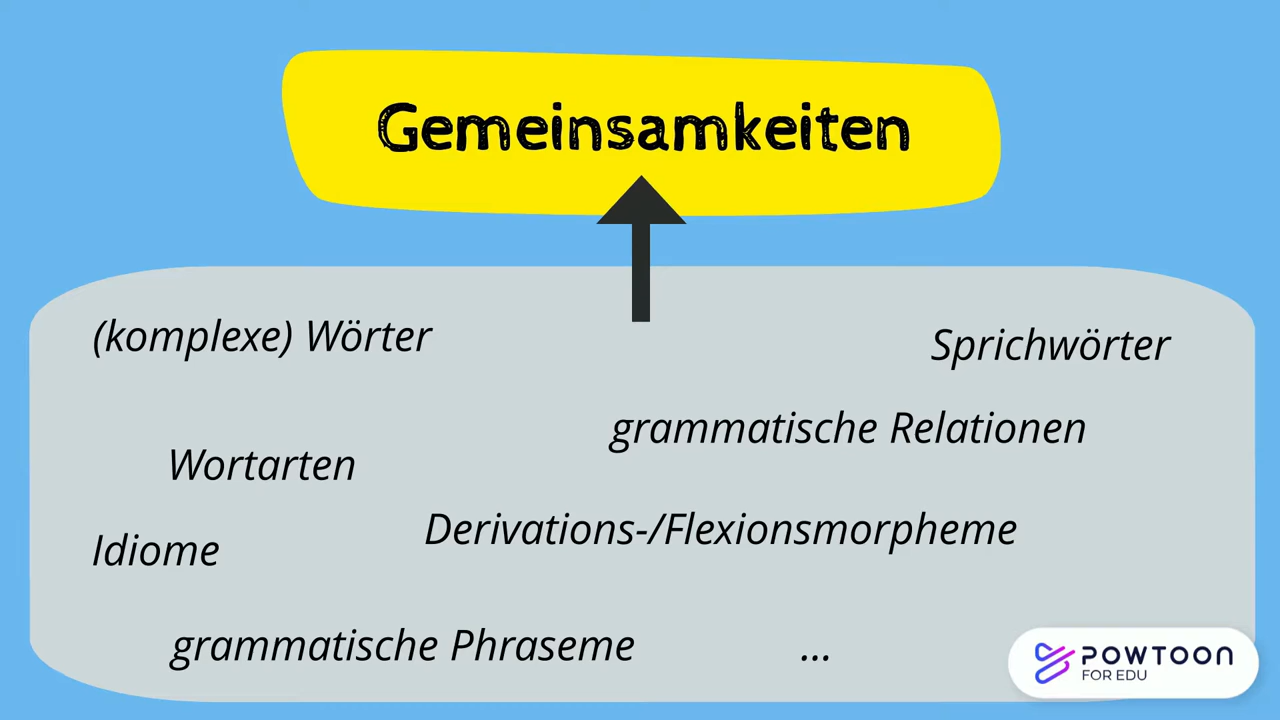 Gemeinsamkeiten
(komplexe) Wörter
Sprichwörter
grammatische Relationen
Wortarten
Derivations-/Flexionsmorpheme
Idiome
grammatische Phraseme
...
POWTOON
FOR EDU